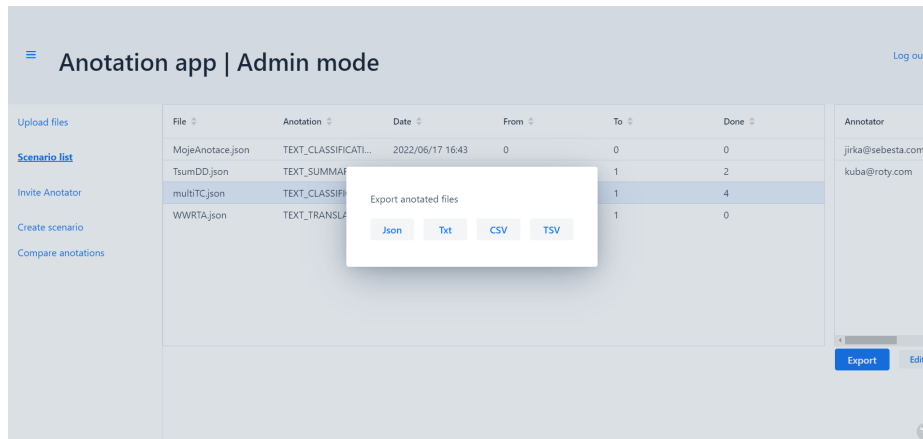 Anotation app | Admin mode
Log ou
Upload files
Scenario list
Invite Anotator
Create scenario
Compare anotations
File Anotation Date From To Done
MojeAnotace.json TEXT_CLASSIFICATI... 2022/06/17 16:43 0 0 0
TsumDD.json TEXT_SUMMAR 1 2
multiTC.json TEXT_CLASSIFI 1 4
WWRTA.json TEXT_TRANSLA 1 0
Export anotated files
Json Txt CSV TSV
Annotator
jirka@sebesta.com
kuba@roty.com
Export Edi